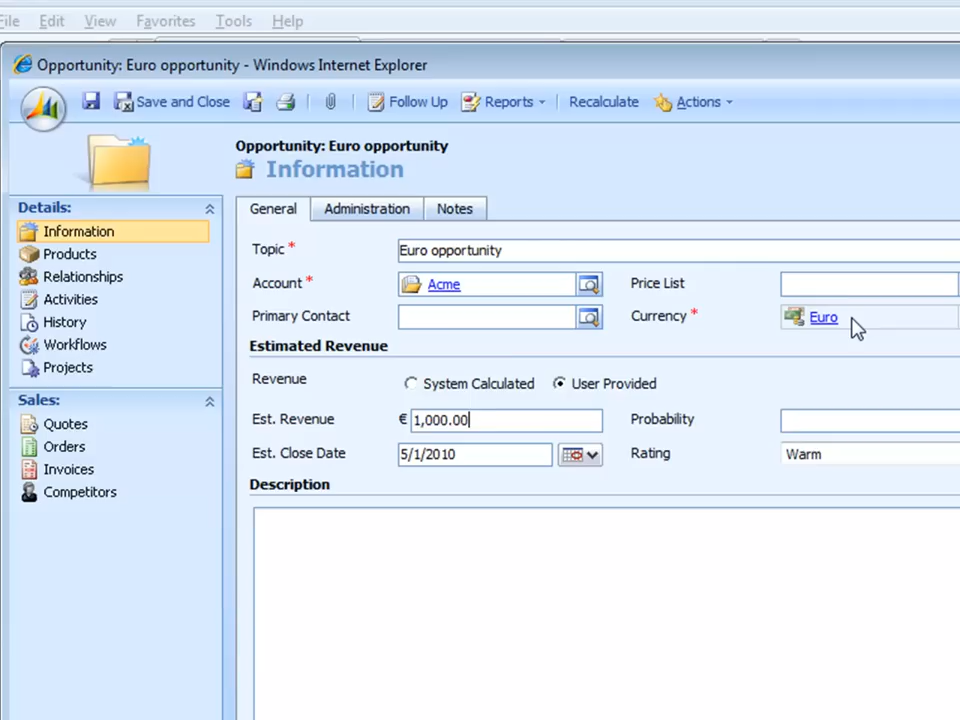 File Edit View Favorites Tools Help
Opportunity: Euro opportunity - Windows Internet Explorer
Save and Close Follow Up Reports Recalculate Actions
Opportunity: Euro opportunity
Information
Details:
Information
Products
Relationships
Activities
History
Workflows
Projects
Sales:
Quotes
Orders
Invoices
Competitors
General Administration Notes
Topic * Euro opportunity
Account * Acme Price List
Primary Contact Currency * Euro
Estimated Revenue
Revenue System Calculated User Provided
Est. Revenue € 1,000.00 Probability
Est. Close Date 5/1/2010 Rating Warm
Description